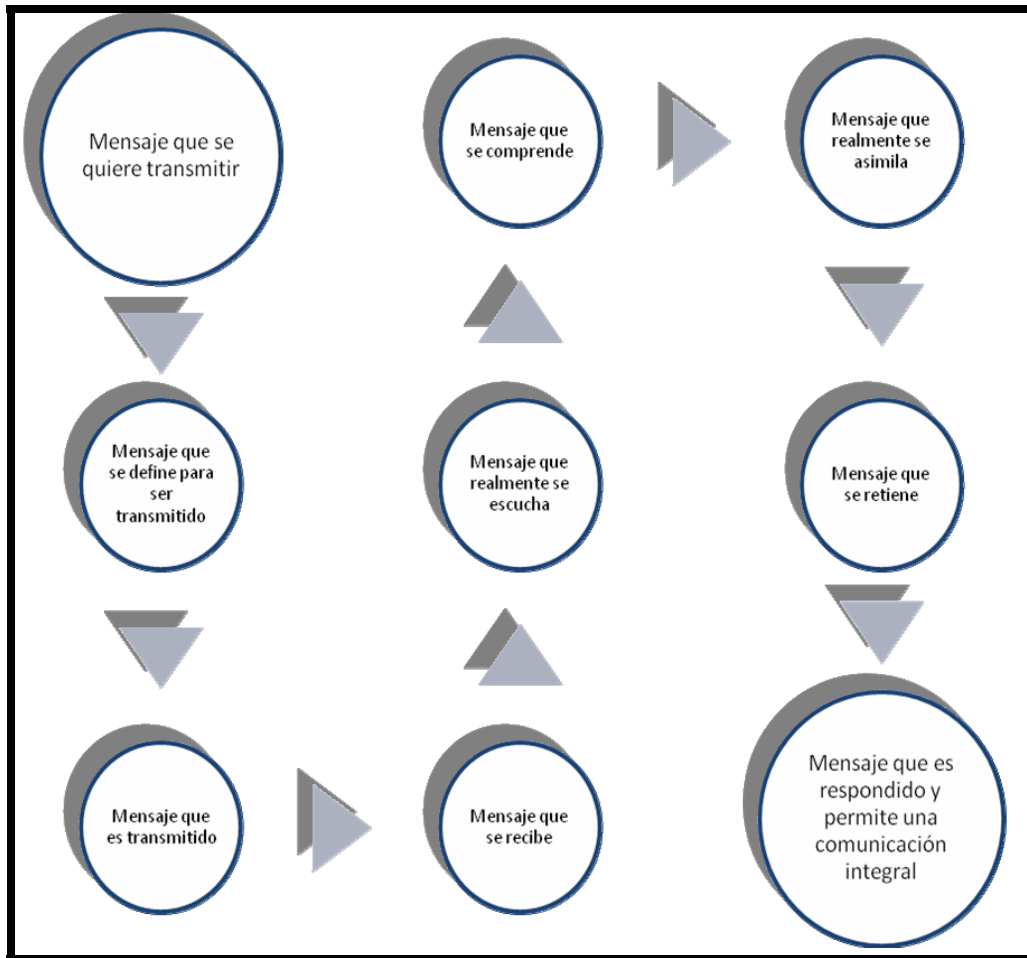 Mensaje que se
quiere transmitir
Mensaje que
se define para
ser
transmitido
Mensaje que
es transmitido
Mensaje que
se recibe
Mensaje que
realmente se
escucha
Mensaje que
se comprende
Mensaje que
realmente se
asimila
Mensaje que
se retiene
Mensaje que es
respondido y
permite una
comunicación
integral